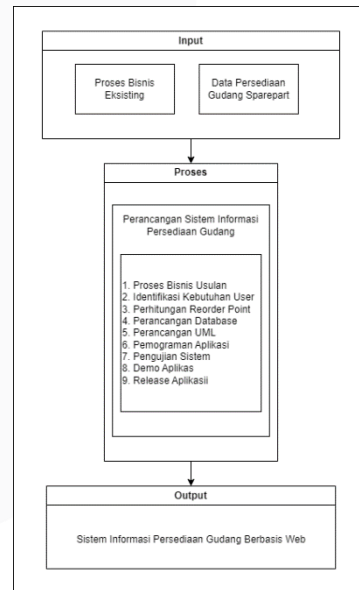 Input
Proses Bisnis
Eksisting
Data Persediaan
Gudang Sparepart
Proses
Perancangan Sistem Informasi
Persediaan Gudang
1. Proses Bisnis Usulan
2. Identifikasi Kebutuhan User
3. Perhitungan Reorder Point
4. Perancangan Database
5. Perancangan UML
6. Pemograman Aplikasi
7. Pengujian Sistem
8. Demo Aplikas
9. Release Aplikasii
Output
Sistem Informasi Persediaan Gudang Berbasis Web